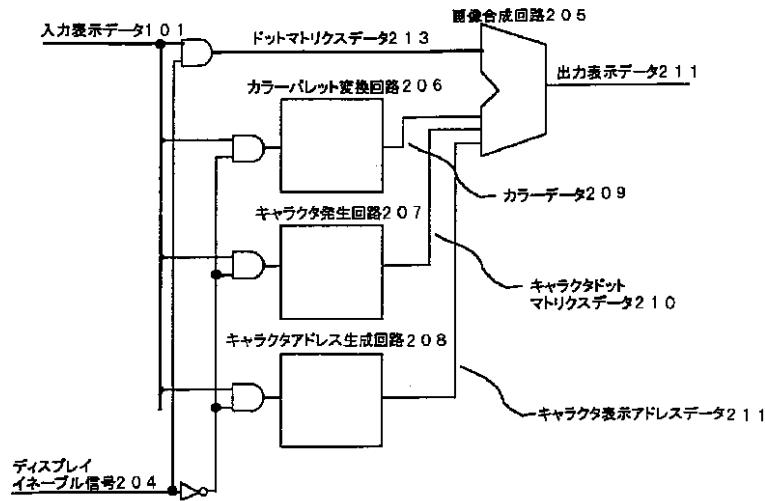 画像合成回路205
入力表示データ101
ドットマトリクスデータ213
カラーパレット変換回路206
出力表示データ211
カラーデータ209
キャラクタ発生回路207
キャラクタドット
マトリクスデータ210
キャラクタアドレス生成回路208
キャラクタ表示アドレスデータ211
ディスプレイ
イネーブル信号204